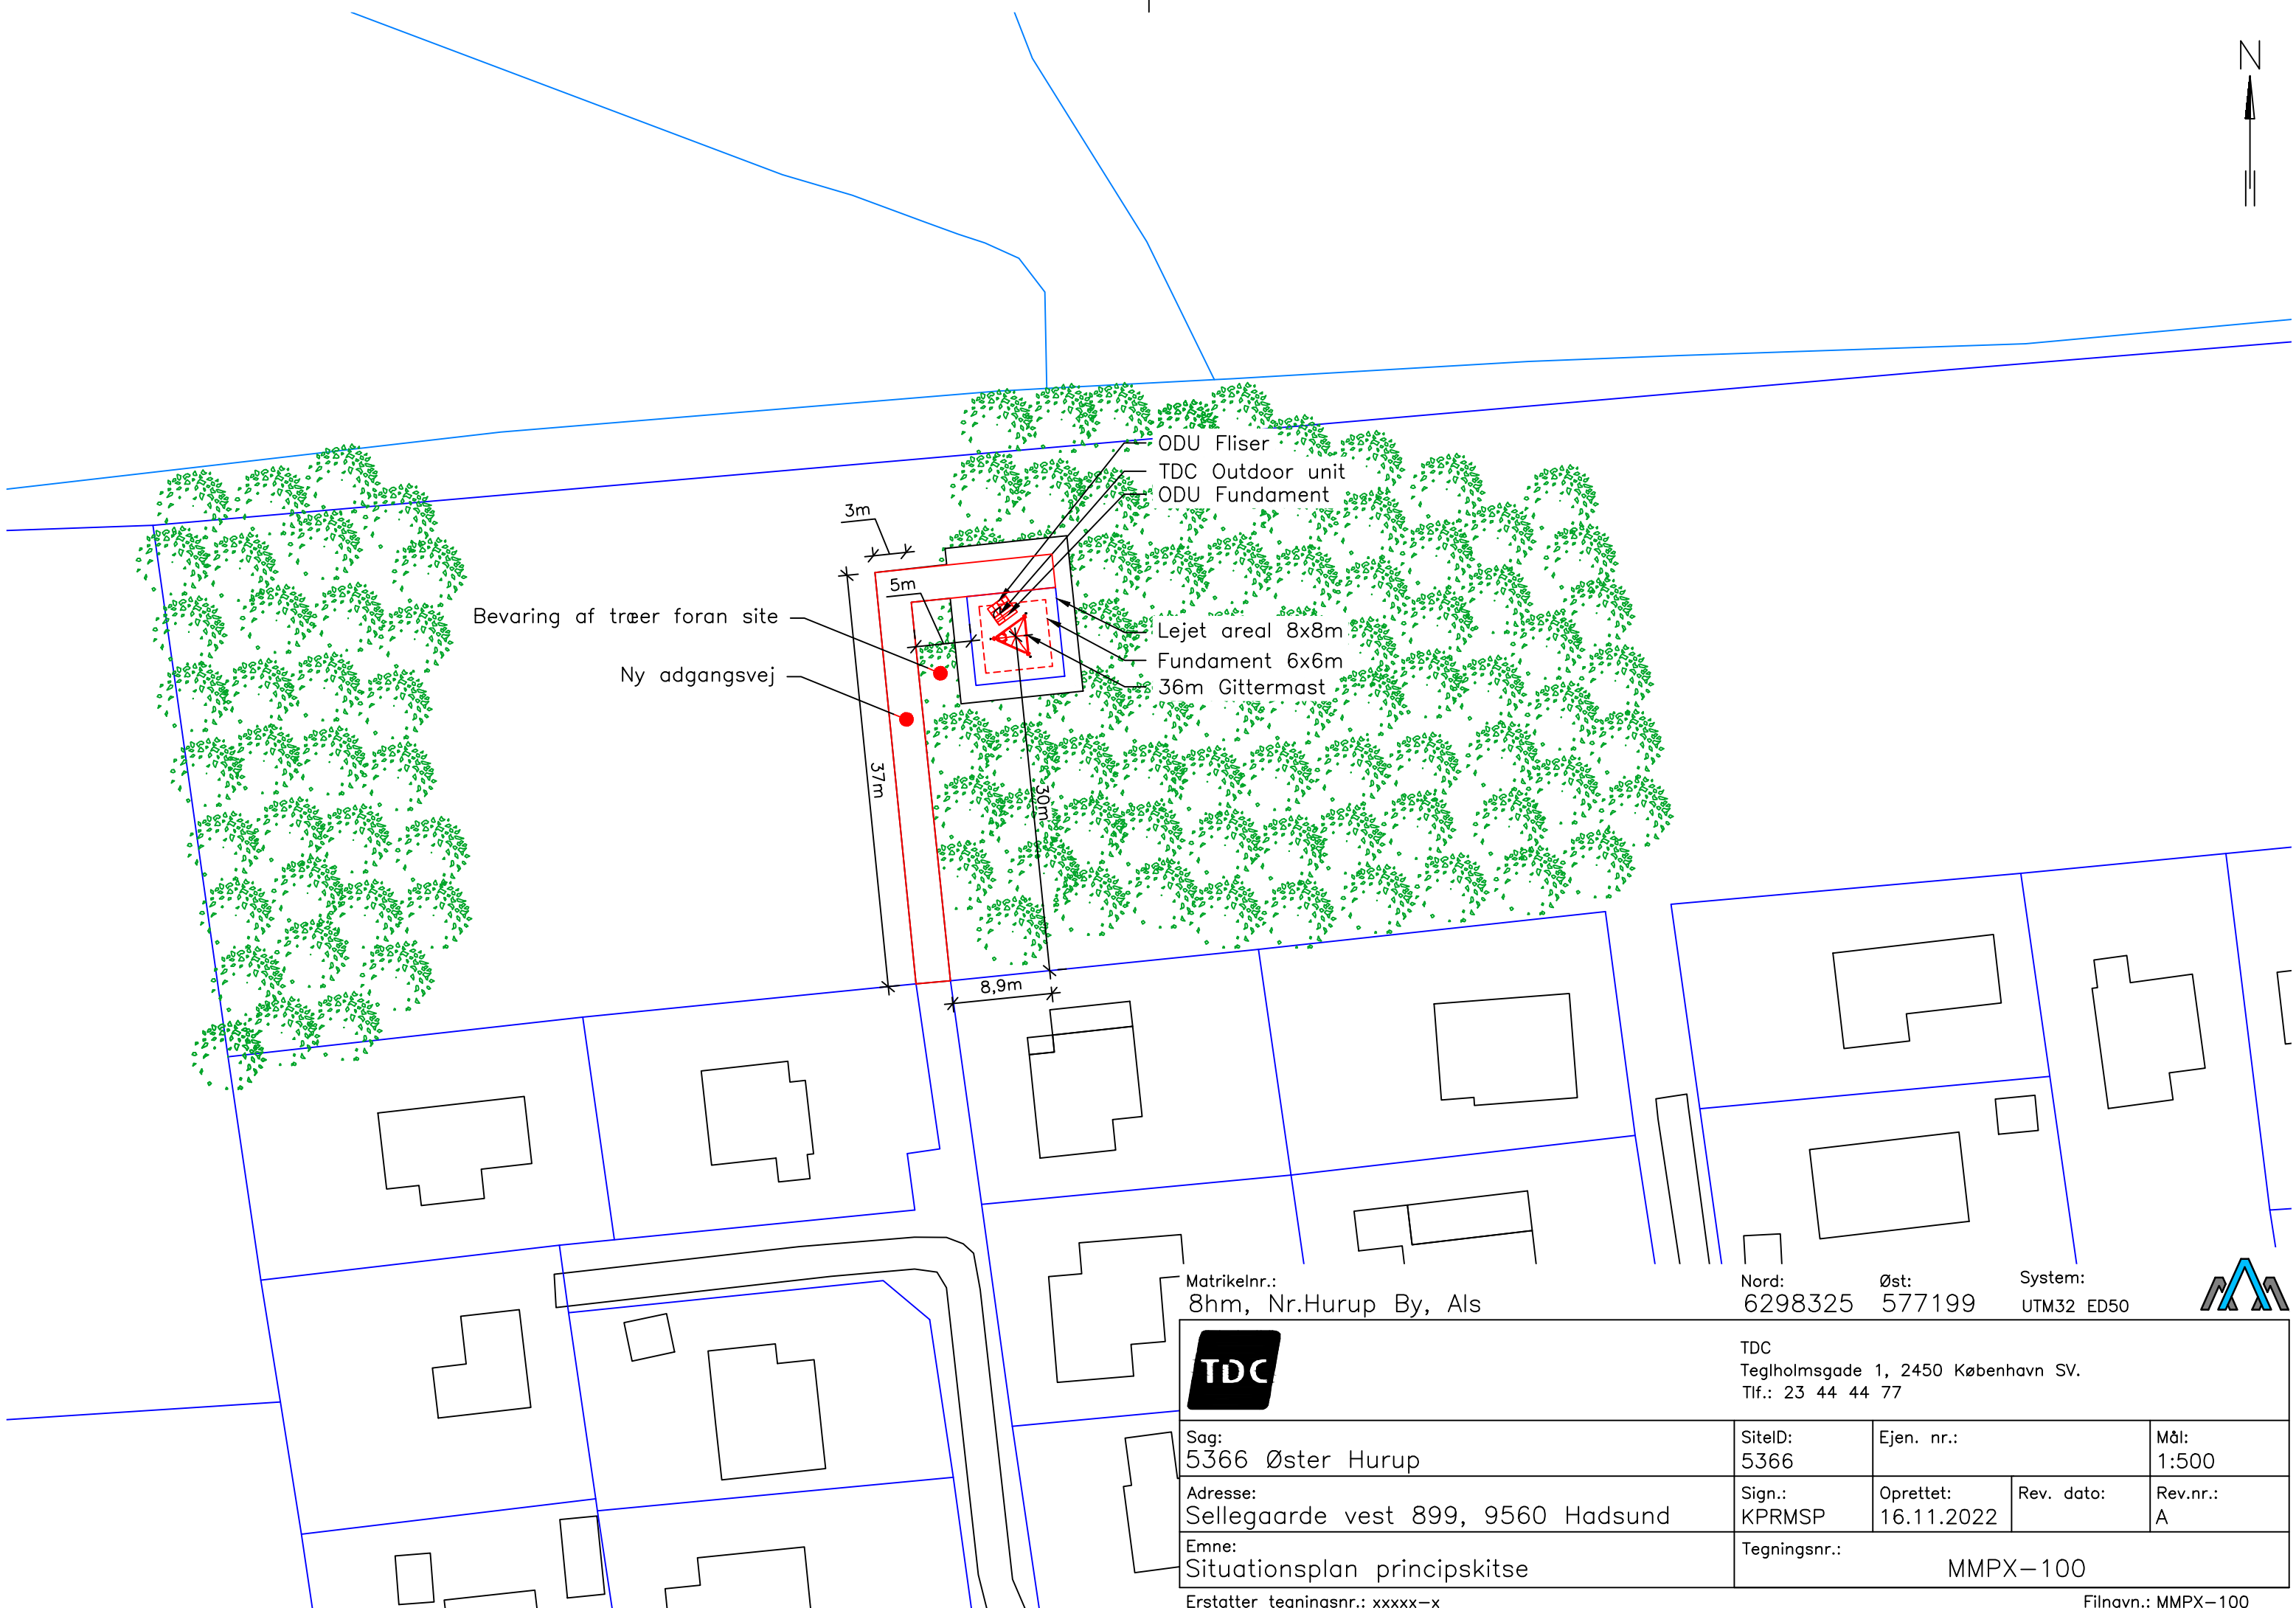 N
ODU Fliser
TDC Outdoor unit
ODU Fundament
3m
5m
Bevaring af træer foran site
Ny adgangsvej
Lejet areal 8x8m
Fundament 6x6m
36m Gittermast
37m
30m
8,9m
Matrikelnr.:
8hm, Nr.Hurup By, Als
Nord:
6298325
Øst:
577199
System:
UTM32 ED50
TDC
TDC
Teglholmsgade 1, 2450 København SV.
Tlf.: 23 44 44 77
Sag:
5366 Øster Hurup
SiteID:
5366
Ejen. nr.:
Mål:
1:500
Adresse:
Sellegaarde vest 899, 9560 Hadsund
Sign.:
KPRMSP
Oprettet:
16.11.2022
Rev. dato:
Rev.nr.:
A
Emne:
Situationsplan principskitse
Tegningsnr.:
MMPX-100
Erstatter tegningsnr.: xxxxx-x
Filnavn.: MMPX-100